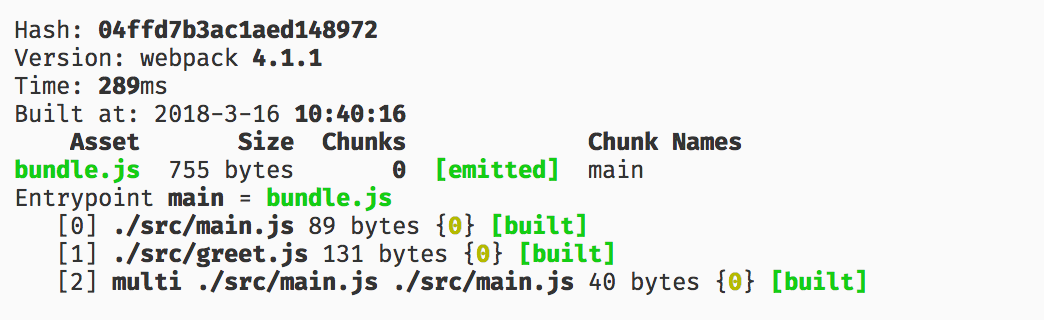 Hash: 04ffd7b3ac1aed148972
Version: webpack 4.1.1
Time: 289ms
Built at: 2018-3-16 10:40:16
    Asset       Size  Chunks             Chunk Names
bundle.js  755 bytes       0  [emitted]  main
Entrypoint main = bundle.js
   [0] ./src/main.js 89 bytes {0} [built]
   [1] ./src/greet.js 131 bytes {0} [built]
   [2] multi ./src/main.js ./src/main.js 40 bytes {0} [built]